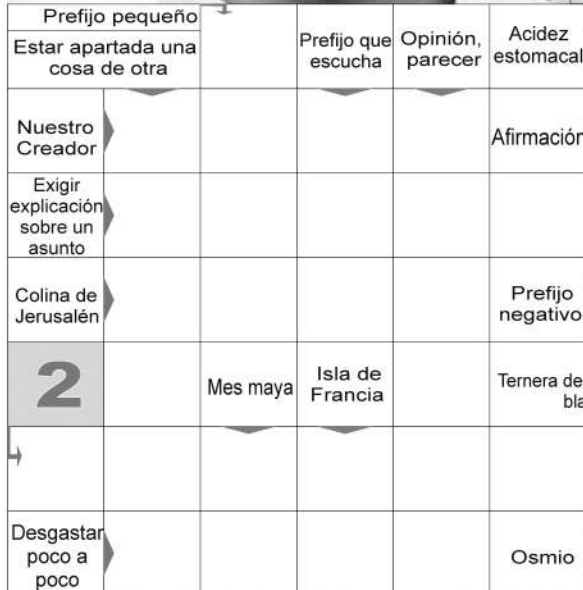 Prefijo pequeño
Estar apartada una
cosa de otra
Prefijo que
escucha
Opinión,
parecer
Acidez
estomacal
Nuestro
Creador
Afirmación
Exigir
explicación
sobre un
asunto
Colina de
Jerusalén
Prefijo
negativo
2
Mes maya
Isla de
Francia
Ternera de
Desgastar
poco a
poco
Osmio